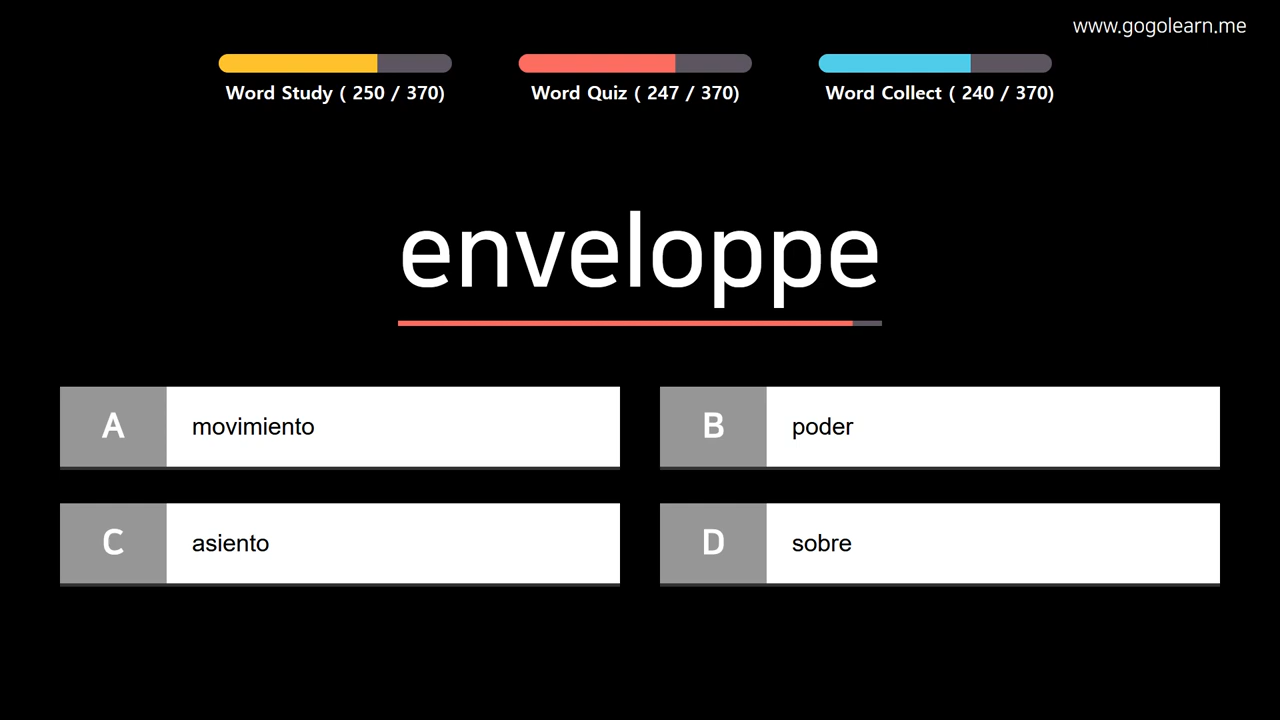 www.gogolearn.me
Word Study ( 250 / 370)
Word Quiz ( 247 / 370)
Word Collect ( 240 / 370)
enveloppe
A movimiento
B poder
C asiento
D sobre